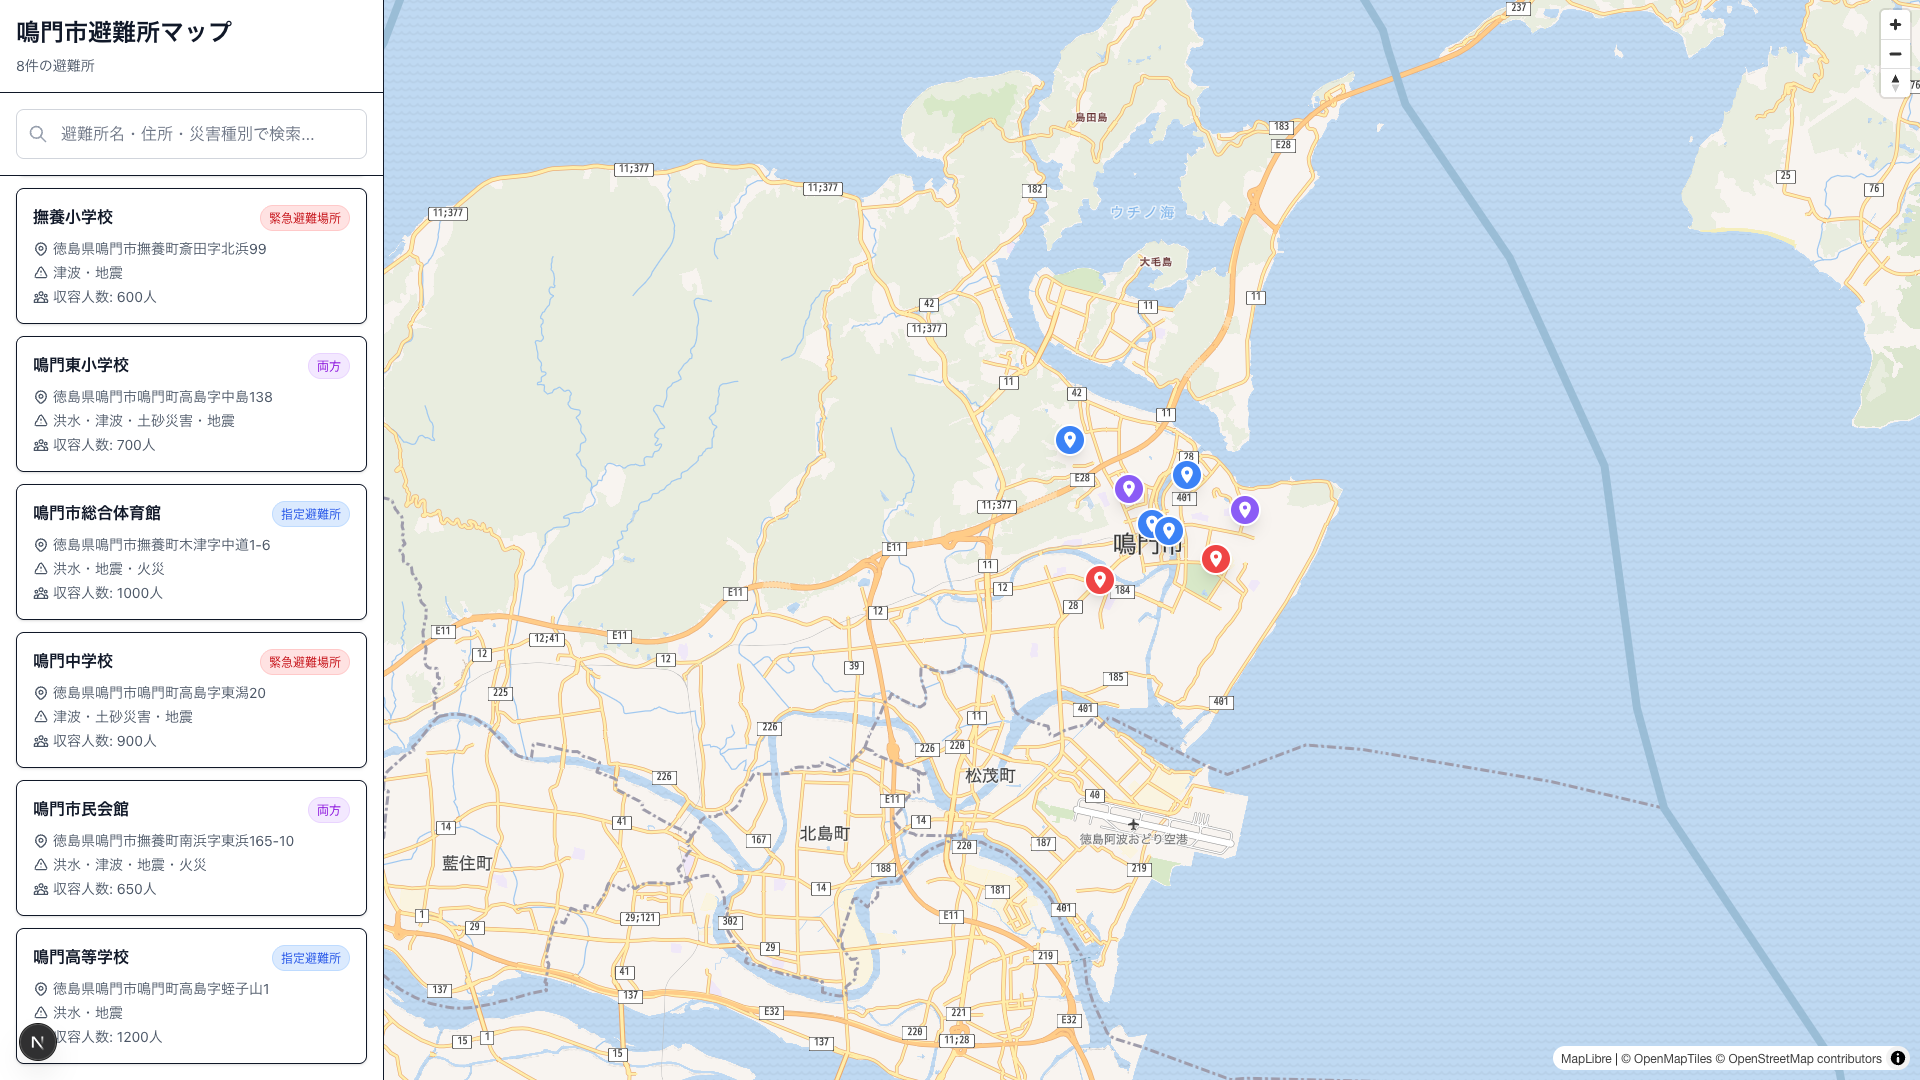 鳴門市避難所マップ
8件の避難所
避難所名・住所・災害種別で検索...
撫養小学校
緊急避難場所
徳島県鳴門市撫養町斎田字北浜99
津波・地震
収容人数: 600人
鳴門東小学校
両方
徳島県鳴門市鳴門町高島字中島138
洪水・津波・土砂災害・地震
収容人数: 700人
鳴門市総合体育館
指定避難所
徳島県鳴門市撫養町木津字中道1-6
洪水・地震・火災
収容人数: 1000人
鳴門中学校
緊急避難場所
徳島県鳴門市鳴門町高島字東潟20
津波・土砂災害・地震
収容人数: 900人
鳴門市民会館
両方
徳島県鳴門市撫養町南浜字東浜165-10
洪水・津波・地震・火災
収容人数: 650人
鳴門高等学校
指定避難所
徳島県鳴門市鳴門町高島字蛭子山1
洪水・地震
収容人数: 1200人
N
237
76
島田島
183
E28
11;377
11;377
182
25
76
11;377
ウチノ海
大毛島
11
42
11
11;377
11
42
11
28
E28
401
11;377
鳴門市
E11
11
12
184
E11
28
12
E11
12;41
E11
12
12
39
185
225
401
401
11
226
226
220
松茂町
226
40
E11
14
41
14
北島町
167
徳島阿波おどり空港
187
220
藍住町
188
219
14
181
1
29;121
302
E11
401
29
29
219
41
137
137
E32
221
E32
220
15
1
137
11;28
15
MapLibre | © OpenMapTiles © OpenStreetMap contributors